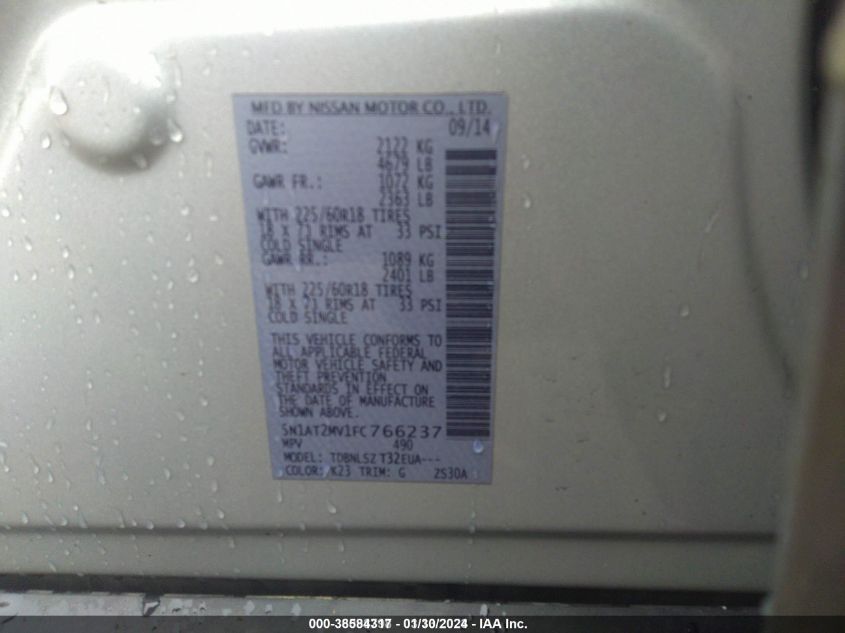 MFD BY NISSAN MOTOR CO., LTD.
DATE: 09/14
GVWR: 2122 KG
4679 LB
GAWR FR.: 1072 KG
2363 LB
WITH 225/60R18 TIRES
18 X 7J RIMS AT 33 PSI
COLD SINGLE
GAWR RR.: 1089 KG
2401 LB
WITH 225/60R18 TIRES
18 X 7J RIMS AT 33 PSI
COLD SINGLE
THIS VEHICLE CONFORMS TO
ALL APPLICABLE FEDERAL
MOTOR VEHICLE SAFETY AND
THEFT PREVENTION
STANDARDS IN EFFECT ON
THE DATE OF MANUFACTURE
SHOWN ABOVE.
5N1AT2MV1FC766237
MPV 490
MODEL: TDBNLSZ T32EUA---
COLOR: K23 TRIM: G 2S30A
000-38584317 - 01/30/2024 - IAA Inc.